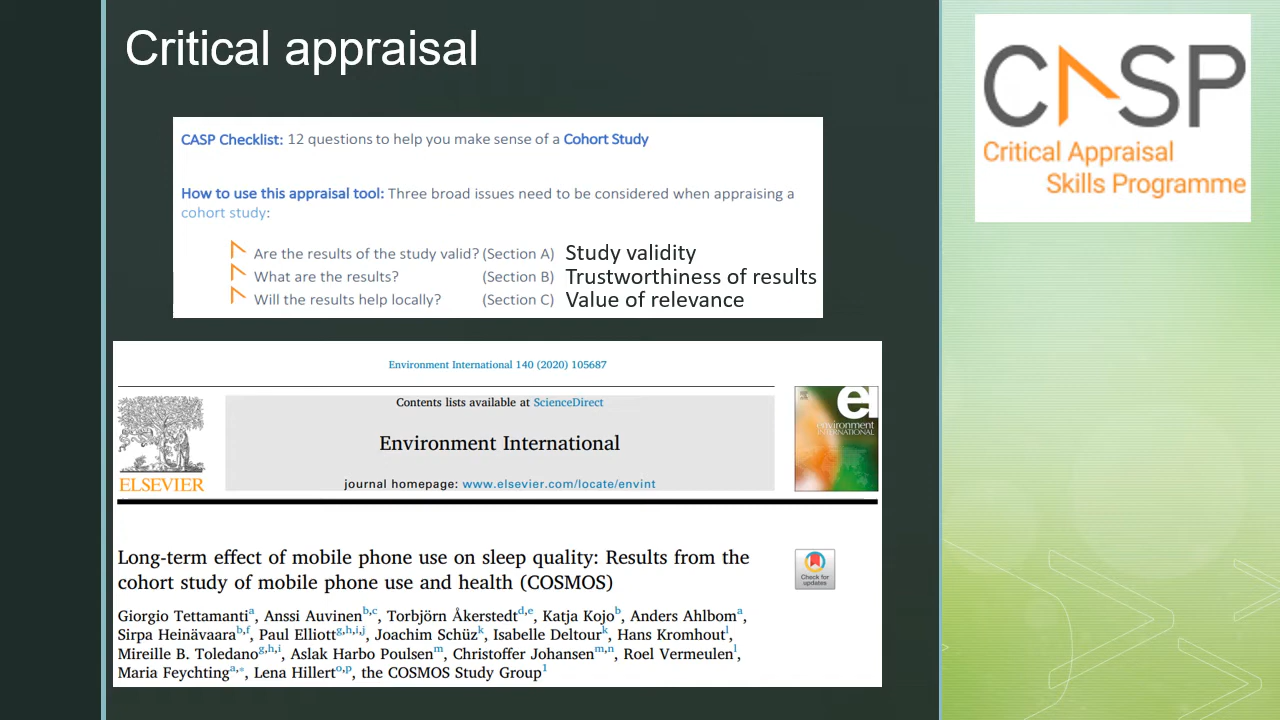 Critical appraisal
CASP
Critical Appraisal
Skills Programme
CASP Checklist: 12 questions to help you make sense of a Cohort Study
How to use this appraisal tool: Three broad issues need to be considered when appraising a
cohort study:
Are the results of the study valid? (Section A) Study validity
What are the results? (Section B) Trustworthiness of results
Will the results help locally? (Section C) Value of relevance
Environment International 140 (2020) 105687
Contents lists available at ScienceDirect
Environment International
journal homepage: www.elsevier.com/locate/envint
ELSEVIER
ei
environment
INTERNATIONAL
Long-term effect of mobile phone use on sleep quality: Results from the
cohort study of mobile phone use and health (COSMOS)
Check for
updates
Giorgio Tettamanti^a, Anssi Auvinen^b,c, Torbjörn Åkerstedt^d,e, Katja Kojo^b, Anders Ahlbom^a,
Sirpa Heinävaara^b,f, Paul Elliott^g,h,i,j, Joachim Schüz^k, Isabelle Deltour^k, Hans Kromhout^l,
Mireille B. Toledano^g,h,i, Aslak Harbo Poulsen^m, Christoffer Johansen^m,n, Roel Vermeulen^l,
Maria Feychting^a,*, Lena Hillert^o,p, the COSMOS Study Group^1